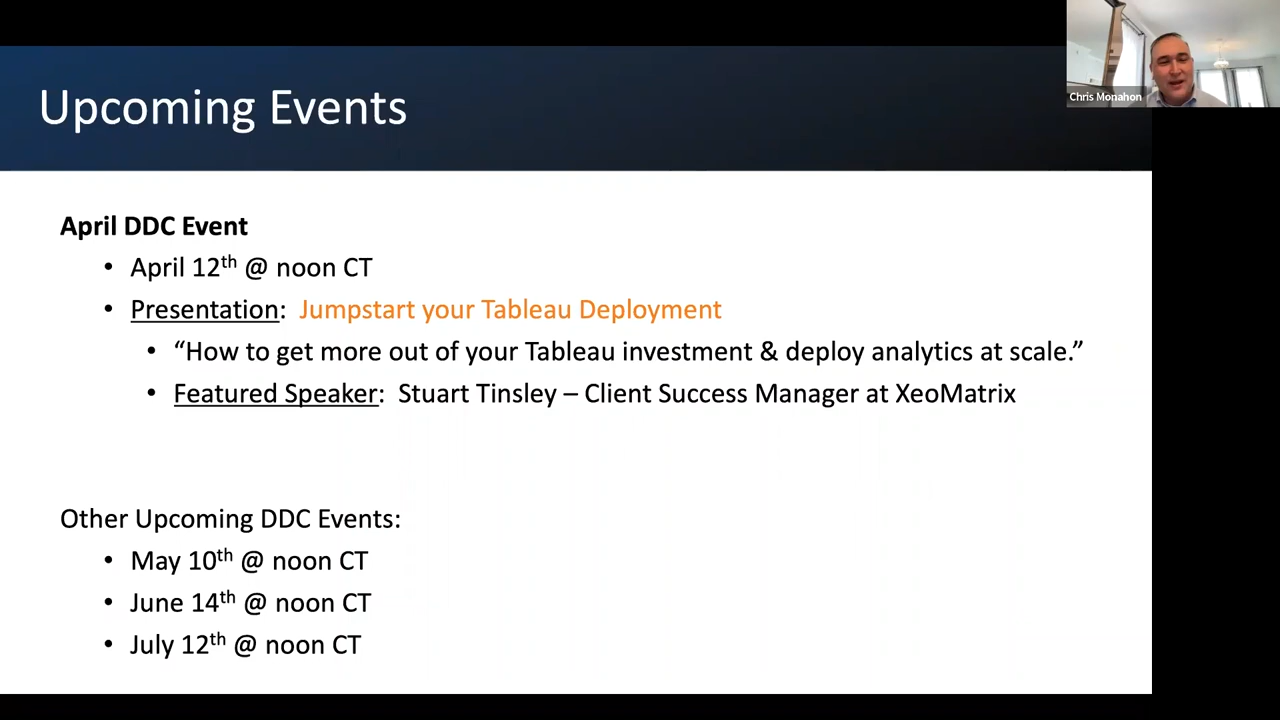 Chris Monahon
Upcoming Events
April DDC Event
• April 12th @ noon CT
• Presentation: Jumpstart your Tableau Deployment
• “How to get more out of your Tableau investment & deploy analytics at scale.”
• Featured Speaker: Stuart Tinsley – Client Success Manager at XeoMatrix
Other Upcoming DDC Events:
• May 10th @ noon CT
• June 14th @ noon CT
• July 12th @ noon CT